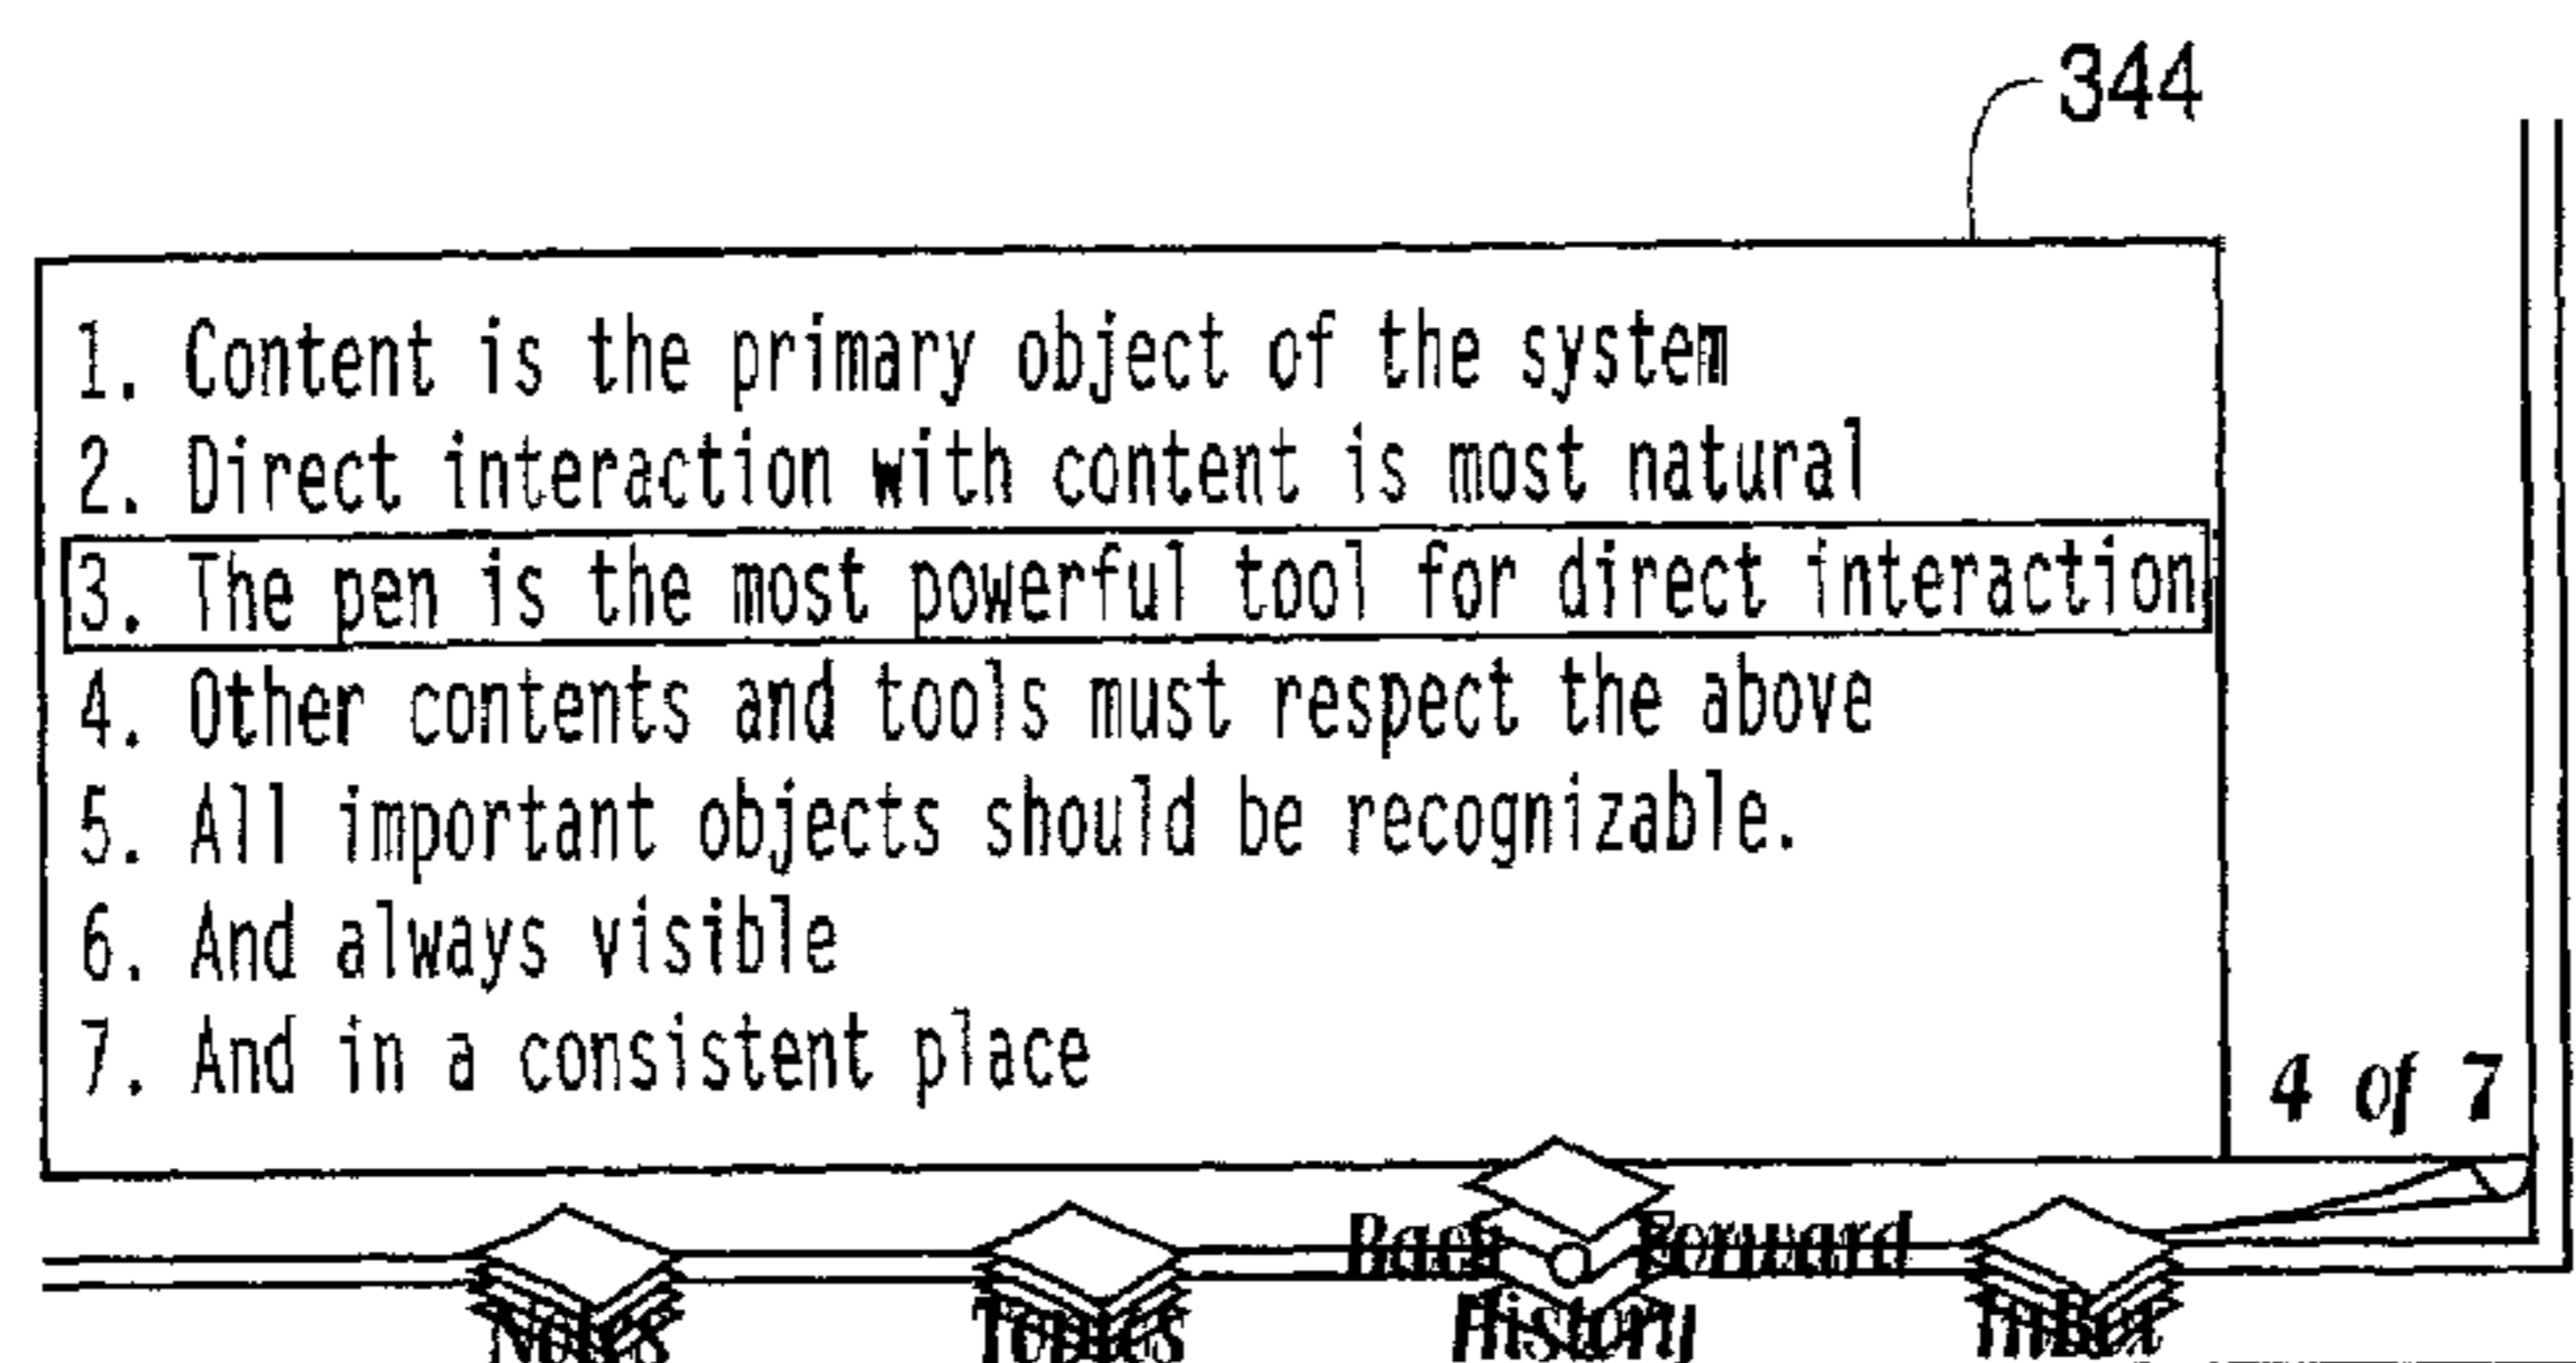 344
1. Content is the primary object of the system
2. Direct interaction with content is most natural
3. The pen is the most powerful tool for direct interaction
4. Other contents and tools must respect the above
5. All important objects should be recognizable.
6. And always visible
7. And in a consistent place
4 of 7
Back Forward
Notes Topics History InBox